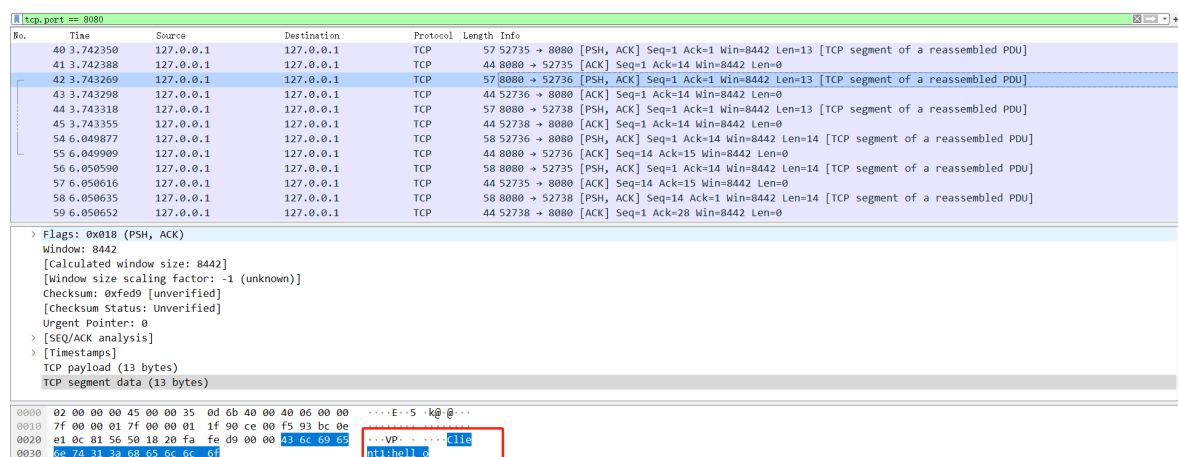 tcp.port == 8080
No. Time Source Destination Protocol Length Info
40 3.742350 127.0.0.1 127.0.0.1 TCP 57 52735 → 8080 [PSH, ACK] Seq=1 Ack=1 Win=8442 Len=13 [TCP segment of a reassembled PDU]
41 3.742388 127.0.0.1 127.0.0.1 TCP 44 8080 → 52735 [ACK] Seq=1 Ack=14 Win=8442 Len=0
42 3.743269 127.0.0.1 127.0.0.1 TCP 57 8080 → 52736 [PSH, ACK] Seq=1 Ack=1 Win=8442 Len=13 [TCP segment of a reassembled PDU]
43 3.743298 127.0.0.1 127.0.0.1 TCP 44 52736 → 8080 [ACK] Seq=1 Ack=14 Win=8442 Len=0
44 3.743318 127.0.0.1 127.0.0.1 TCP 57 8080 → 52738 [PSH, ACK] Seq=1 Ack=1 Win=8442 Len=13 [TCP segment of a reassembled PDU]
45 3.743355 127.0.0.1 127.0.0.1 TCP 44 52738 → 8080 [ACK] Seq=1 Ack=14 Win=8442 Len=0
54 6.049877 127.0.0.1 127.0.0.1 TCP 58 52736 → 8080 [PSH, ACK] Seq=1 Ack=14 Win=8442 Len=14 [TCP segment of a reassembled PDU]
55 6.049909 127.0.0.1 127.0.0.1 TCP 44 8080 → 52736 [ACK] Seq=14 Ack=15 Win=8442 Len=0
56 6.050590 127.0.0.1 127.0.0.1 TCP 58 8080 → 52735 [PSH, ACK] Seq=1 Ack=14 Win=8442 Len=14 [TCP segment of a reassembled PDU]
57 6.050616 127.0.0.1 127.0.0.1 TCP 44 52735 → 8080 [ACK] Seq=14 Ack=15 Win=8442 Len=0
58 6.050635 127.0.0.1 127.0.0.1 TCP 58 8080 → 52738 [PSH, ACK] Seq=14 Ack=1 Win=8442 Len=14 [TCP segment of a reassembled PDU]
59 6.050652 127.0.0.1 127.0.0.1 TCP 44 52738 → 8080 [ACK] Seq=1 Ack=28 Win=8442 Len=0
> Flags: 0x018 (PSH, ACK)
Window: 8442
[Calculated window size: 8442]
[Window size scaling factor: -1 (unknown)]
Checksum: 0xfed9 [unverified]
[Checksum Status: Unverified]
Urgent Pointer: 0
> [SEQ/ACK analysis]
> [Timestamps]
TCP payload (13 bytes)
TCP segment data (13 bytes)
0000 02 00 00 00 45 00 00 35 0d 6b 40 00 40 06 00 00 ····E··5 ·k@·@···
0010 7f 00 00 01 7f 00 00 01 1f 90 ce 00 f5 93 bc 0e ········ ········
0020 e1 0c 81 56 50 18 20 fa fe d9 00 00 43 6c 69 65 ···VP· · ····Clie
0030 6e 74 31 3a 68 65 6c 6c 6f nt1:hell o